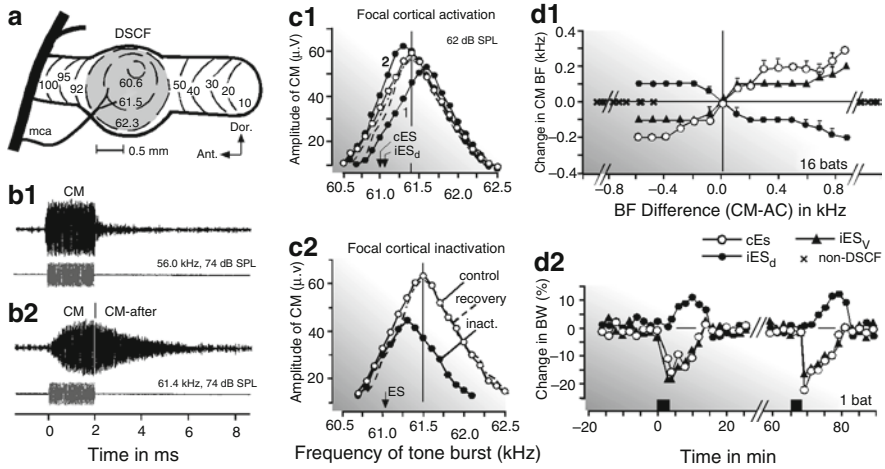 a
DSCF
100
95
92
60.6
61.5
62.3
50
40
30
20
10
mca
0.5 mm
Dor.
Ant.
b1
CM
56.0 kHz, 74 dB SPL
b2
CM
CM-after
61.4 kHz, 74 dB SPL
0 2 4 6 8
Time in ms
c1
Focal cortical activation
62 dB SPL
Amplitude of CM (μ.V)
60
40
20
2
1
cES
iESd
60.5 61.0 61.5 62.0 62.5
c2
Focal cortical inactivation
Amplitude of CM (μ.v)
60
40
20
control
recovery
inact.
ES
60.5 61.0 61.5 62.0 62.5
Frequency of tone burst (kHz)
d1
Change in CM BF (kHz)
0.4
0.2
0.0
−0.2
−0.4
16 bats
−0.8 −0.4 0.0 0.4 0.8
BF Difference (CM-AC) in kHz
cEs
iESV
iESd
non-DSCF
d2
Change in BW (%)
10
0
−10
−20
1 bat
−20 0 20 60 80
Time in min